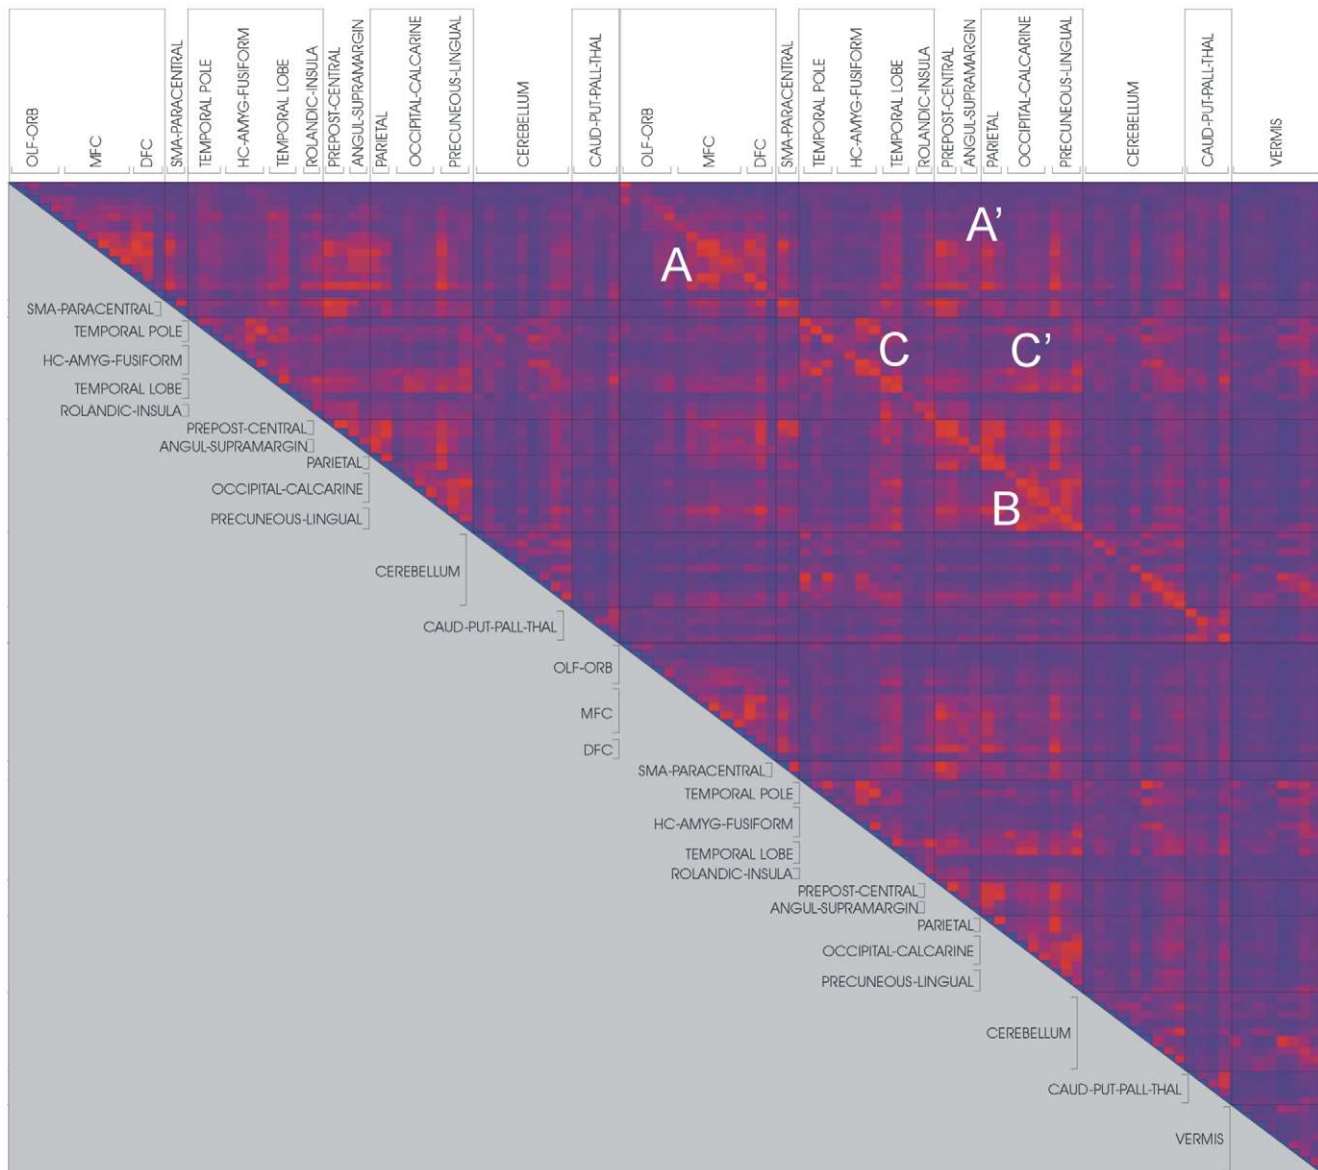 OLF-ORB
MFC
DFC
SMA-PARACENTRAL
TEMPORAL POLE
HC-AMYG-FUSIFORM
TEMPORAL LOBE
ROLANDIC-INSULA
PREPOST-CENTRAL
ANGUL-SUPRAMARGIN
PARIETAL
OCCIPITAL-CALCARINE
PRECUNEOUS-LINGUAL
CEREBELLUM
CAUD-PUT-PALL-THAL
OLF-ORB
MFC
DFC
SMA-PARACENTRAL
TEMPORAL POLE
HC-AMYG-FUSIFORM
TEMPORAL LOBE
ROLANDIC-INSULA
PREPOST-CENTRAL
ANGUL-SUPRAMARGIN
PARIETAL
OCCIPITAL-CALCARINE
PRECUNEOUS-LINGUAL
CEREBELLUM
CAUD-PUT-PALL-THAL
VERMIS
A'
A
SMA-PARACENTRAL
TEMPORAL POLE
C
C'
HC-AMYG-FUSIFORM
TEMPORAL LOBE
ROLANDIC-INSULA
PREPOST-CENTRAL
ANGUL-SUPRAMARGIN
PARIETAL
OCCIPITAL-CALCARINE
B
PRECUNEOUS-LINGUAL
CEREBELLUM
CAUD-PUT-PALL-THAL
OLF-ORB
MFC
DFC
SMA-PARACENTRAL
TEMPORAL POLE
HC-AMYG-FUSIFORM
TEMPORAL LOBE
ROLANDIC-INSULA
PREPOST-CENTRAL
ANGUL-SUPRAMARGIN
PARIETAL
OCCIPITAL-CALCARINE
PRECUNEOUS-LINGUAL
CEREBELLUM
CAUD-PUT-PALL-THAL
VERMIS